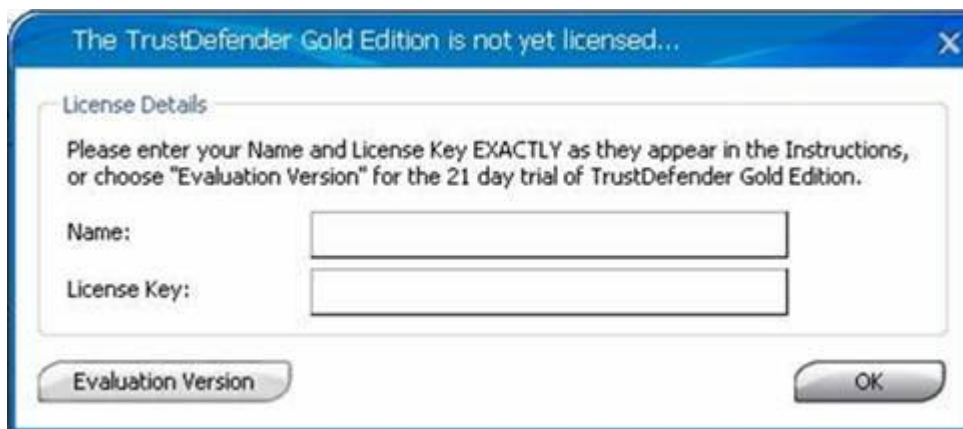 The TrustDefender Gold Edition is not yet licensed...
License Details
Please enter your Name and License Key EXACTLY as they appear in the Instructions,
or choose "Evaluation Version" for the 21 day trial of TrustDefender Gold Edition.
Name:
License Key:
Evaluation Version
OK